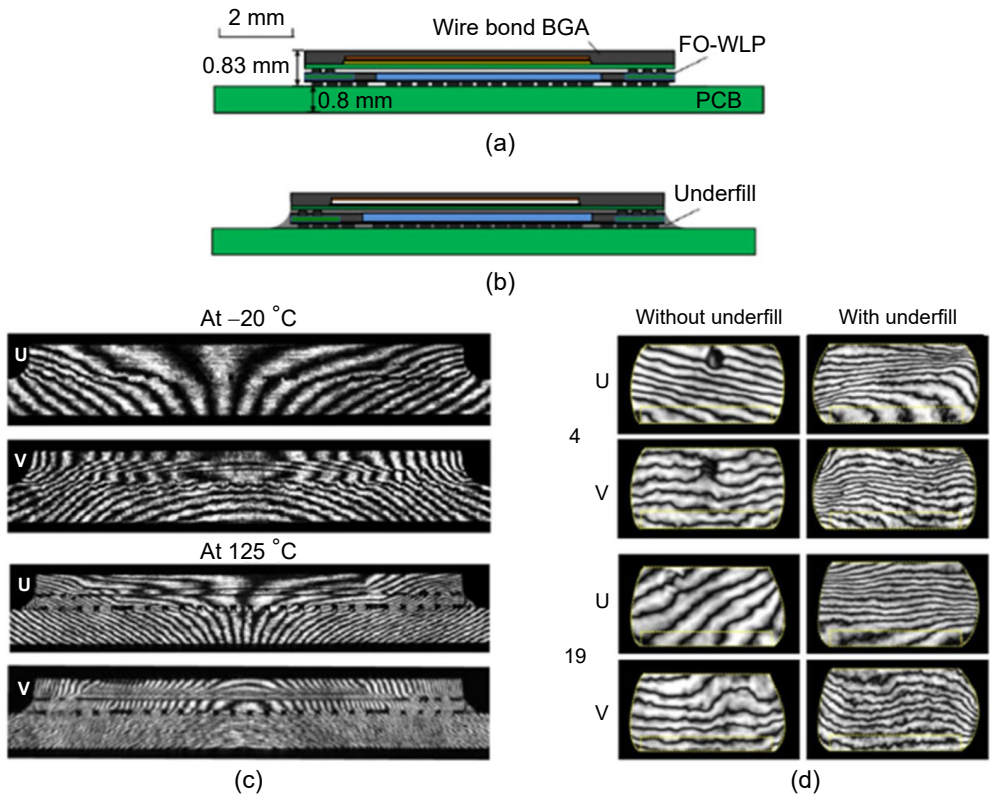 2 mm
Wire bond BGA
FO-WLP
0.83 mm
0.8 mm
PCB
(a)
Underfill
(b)
At –20 °C
U
V
At 125 °C
U
V
(c)
Without underfill
With underfill
U
4
V
U
19
V
(d)